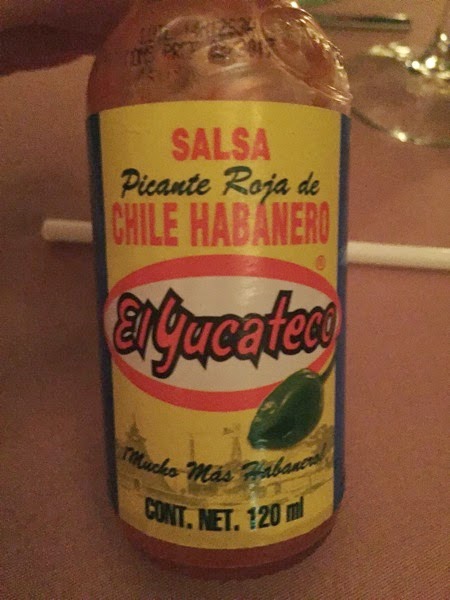 SALSA
Picante Roja de
CHILE HABANERO
®
El Yucateco
¡Mucho Más Habanero!
CONT. NET. 120 ml